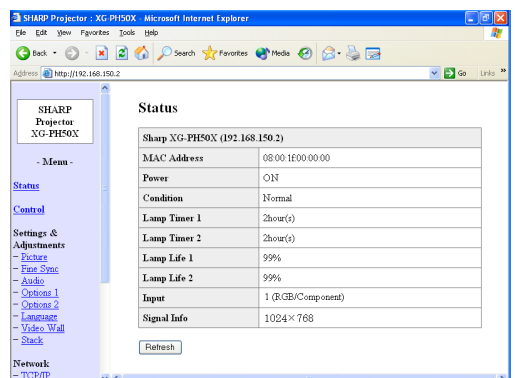 SHARP Projector : XG-PH50X - Microsoft Internet Explorer
File Edit View Favorites Tools Help
Back Search Favorites Media
Address http://192.168.150.2 Go Links »
SHARP
Projector
XG-PH50X
- Menu -
Status
Control
Settings &
Adjustments
– Picture
– Fine Sync
– Audio
– Options 1
– Options 2
– Language
– Video Wall
– Stack
Network
– TCP/IP
Status
Sharp XG-PH50X (192.168.150.2)
MAC Address 08:00:1f:00:00:00
Power ON
Condition Normal
Lamp Timer 1 2hour(s)
Lamp Timer 2 2hour(s)
Lamp Life 1 99%
Lamp Life 2 99%
Input 1 (RGB/Component)
Signal Info 1024×768
Refresh